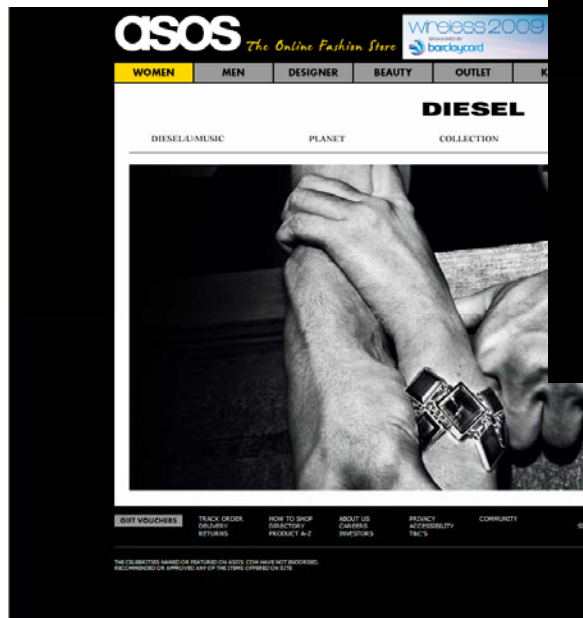 asos The Online Fashion Store
wireless2009
SPONSORED BY
barclaycard
WOMEN MEN DESIGNER BEAUTY OUTLET K
DIESEL
DIESEL:U:MUSIC PLANET COLLECTION
GIFT VOUCHERS
TRACK ORDER HOW TO SHOP ABOUT US PRIVACY COMMUNITY
DELIVERY DIRECTORY CAREERS ACCESSIBILITY
RETURNS PRODUCT A-Z INVESTORS T&C'S
THE CELEBRITIES NAMED OR FEATURED ON ASOS.COM HAVE NOT ENDORSED,
RECOMMENDED OR APPROVED ANY OF THE ITEMS OFFERED ON SITE